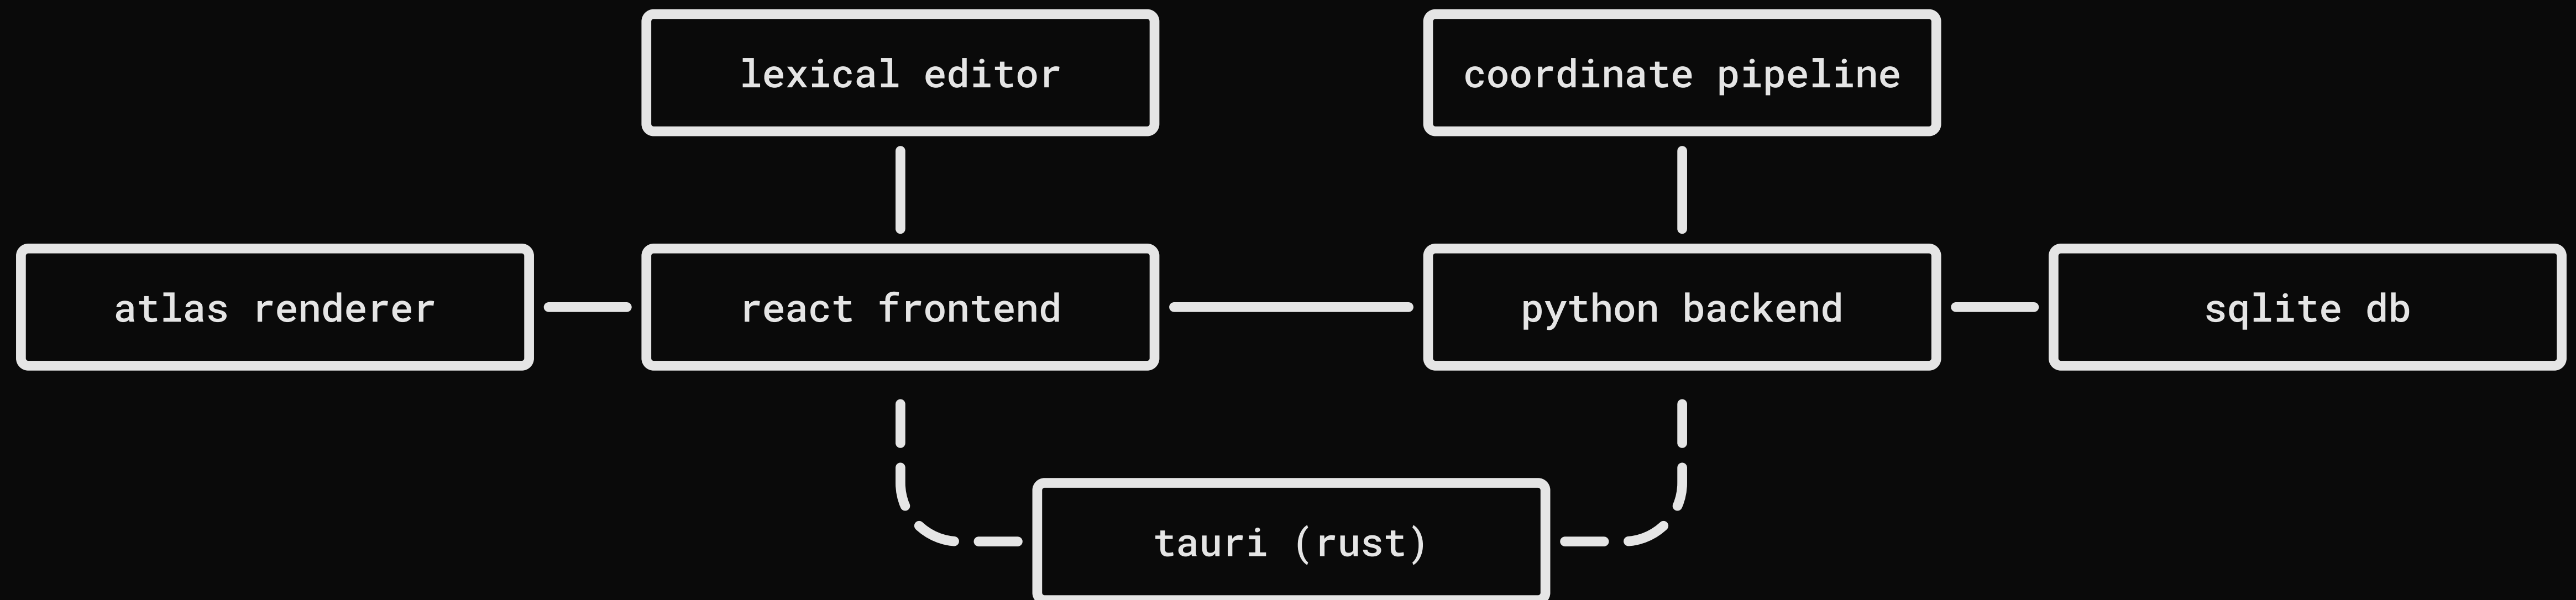 lexical editor
coordinate pipeline
atlas renderer
react frontend
python backend
sqlite db
tauri (rust)